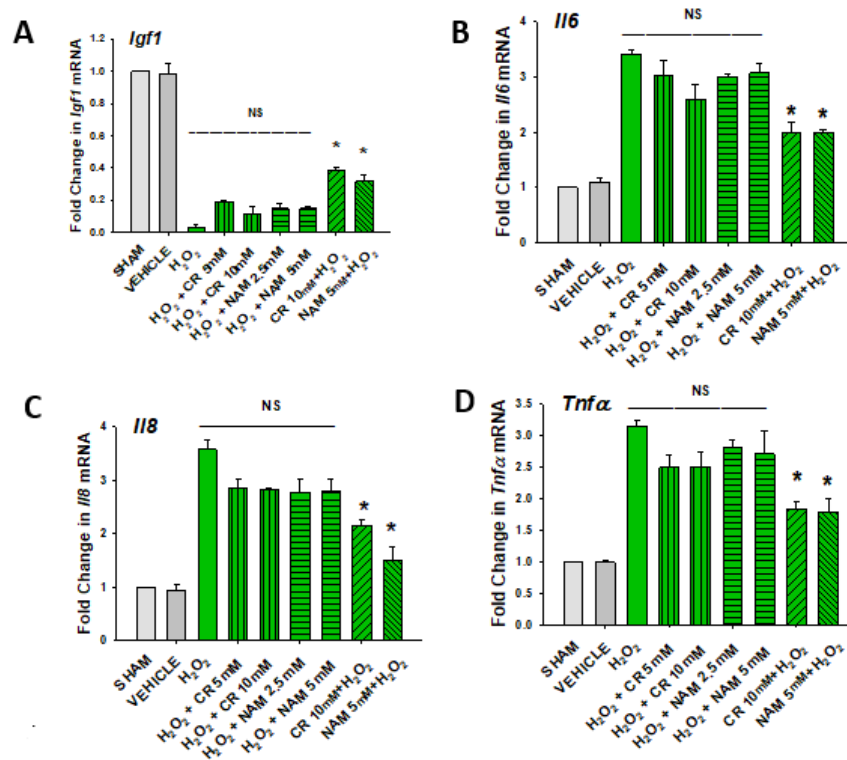 A
Igf1
Fold Change in Igf1 mRNA
1.2
1.0
0.8
0.6
0.4
0.2
0.0
NS
*
*
SHAM
VEHICLE
H₂O₂
H₂O₂ + CR 5mM
H₂O₂ + CR 10mM
H₂O₂ + NAM 2.5mM
H₂O₂ + NAM 5mM
CR 10mM+H₂O₂
NAM 5mM+H₂O₂
B
Il6
Fold Change in Il6 mRNA
4
3
2
1
0
NS
*
*
SHAM
VEHICLE
H₂O₂
H₂O₂ + CR 5mM
H₂O₂ + CR 10mM
H₂O₂ + NAM 2,5mM
H₂O₂ + NAM 5mM
CR 10mM+H₂O₂
NAM 5mM+H₂O₂
C
Il8
Fold Change in Il8 mRNA
4
3
2
1
0
NS
*
*
SHAM
VEHICLE
H₂O₂
H₂O₂ + CR 5mM
H₂O₂ + CR 10mM
H₂O₂ + NAM 2,5mM
H₂O₂ + NAM 5mM
CR 10mM+H₂O₂
NAM 5mM+H₂O₂
D
Tnfα
Fold Change in Tnfα mRNA
3.5
3.0
2.5
2.0
1.5
1.0
0.5
0.0
NS
*
*
SHAM
VEHICLE
H₂O₂
H₂O₂ + CR 5mM
H₂O₂ + CR 10mM
H₂O₂ + NAM 2,5mM
H₂O₂ + NAM 5mM
CR 10mM+H₂O₂
NAM 5mM+H₂O₂